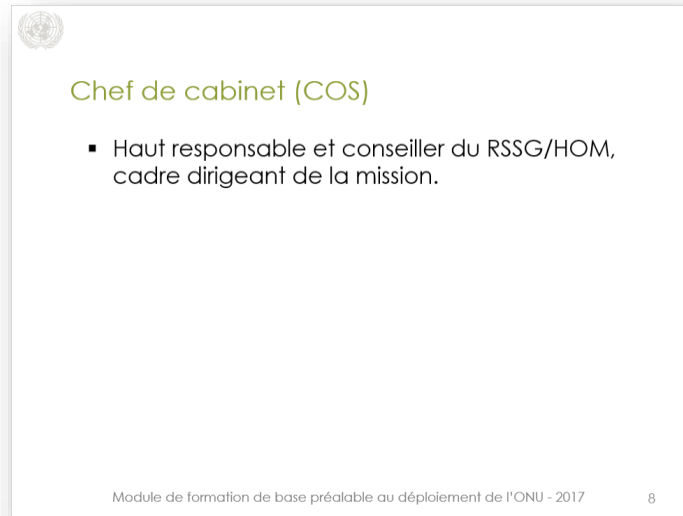 Chef de cabinet (COS)
▪ Haut responsable et conseiller du RSSG/HOM,
cadre dirigeant de la mission.
Module de formation de base préalable au déploiement de l'ONU - 2017
8